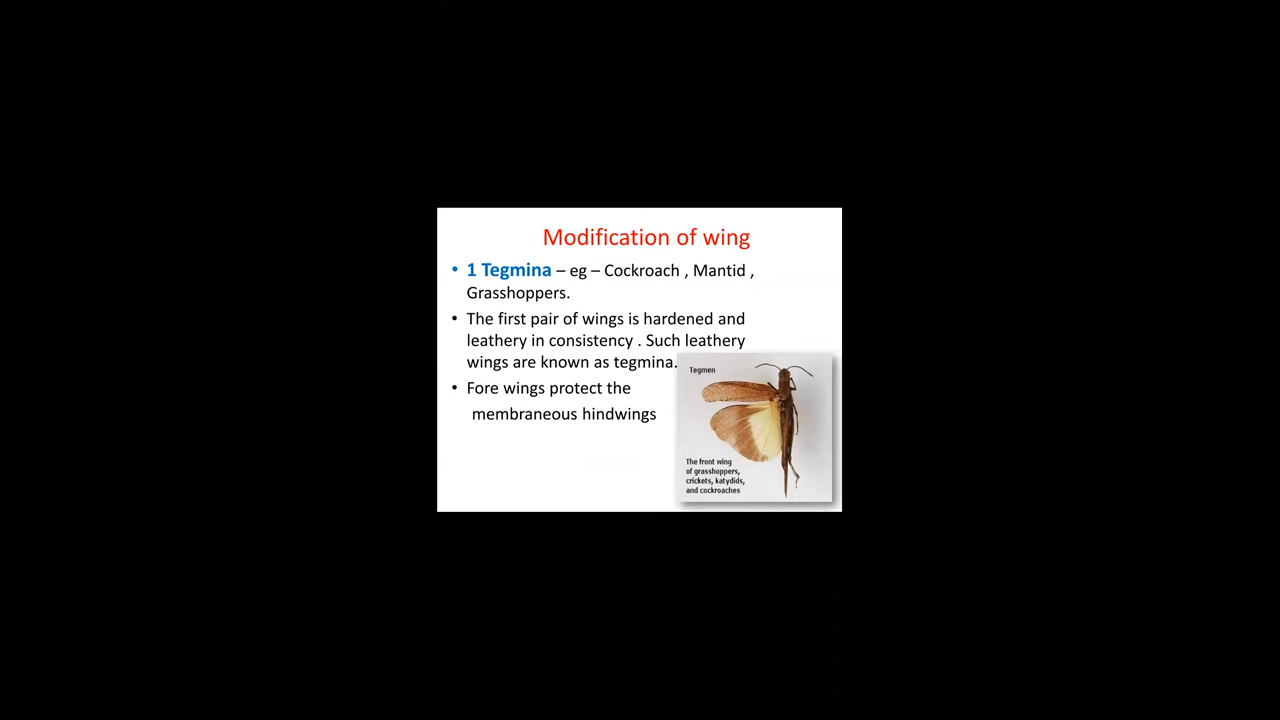 Modification of wing
• 1 Tegmina – eg – Cockroach , Mantid ,
Grasshoppers.
• The first pair of wings is hardened and
leathery in consistency . Such leathery
wings are known as tegmina.
• Fore wings protect the
membraneous hindwings
Tegmen
The front wing
of grasshoppers,
crickets, katydids,
and cockroaches